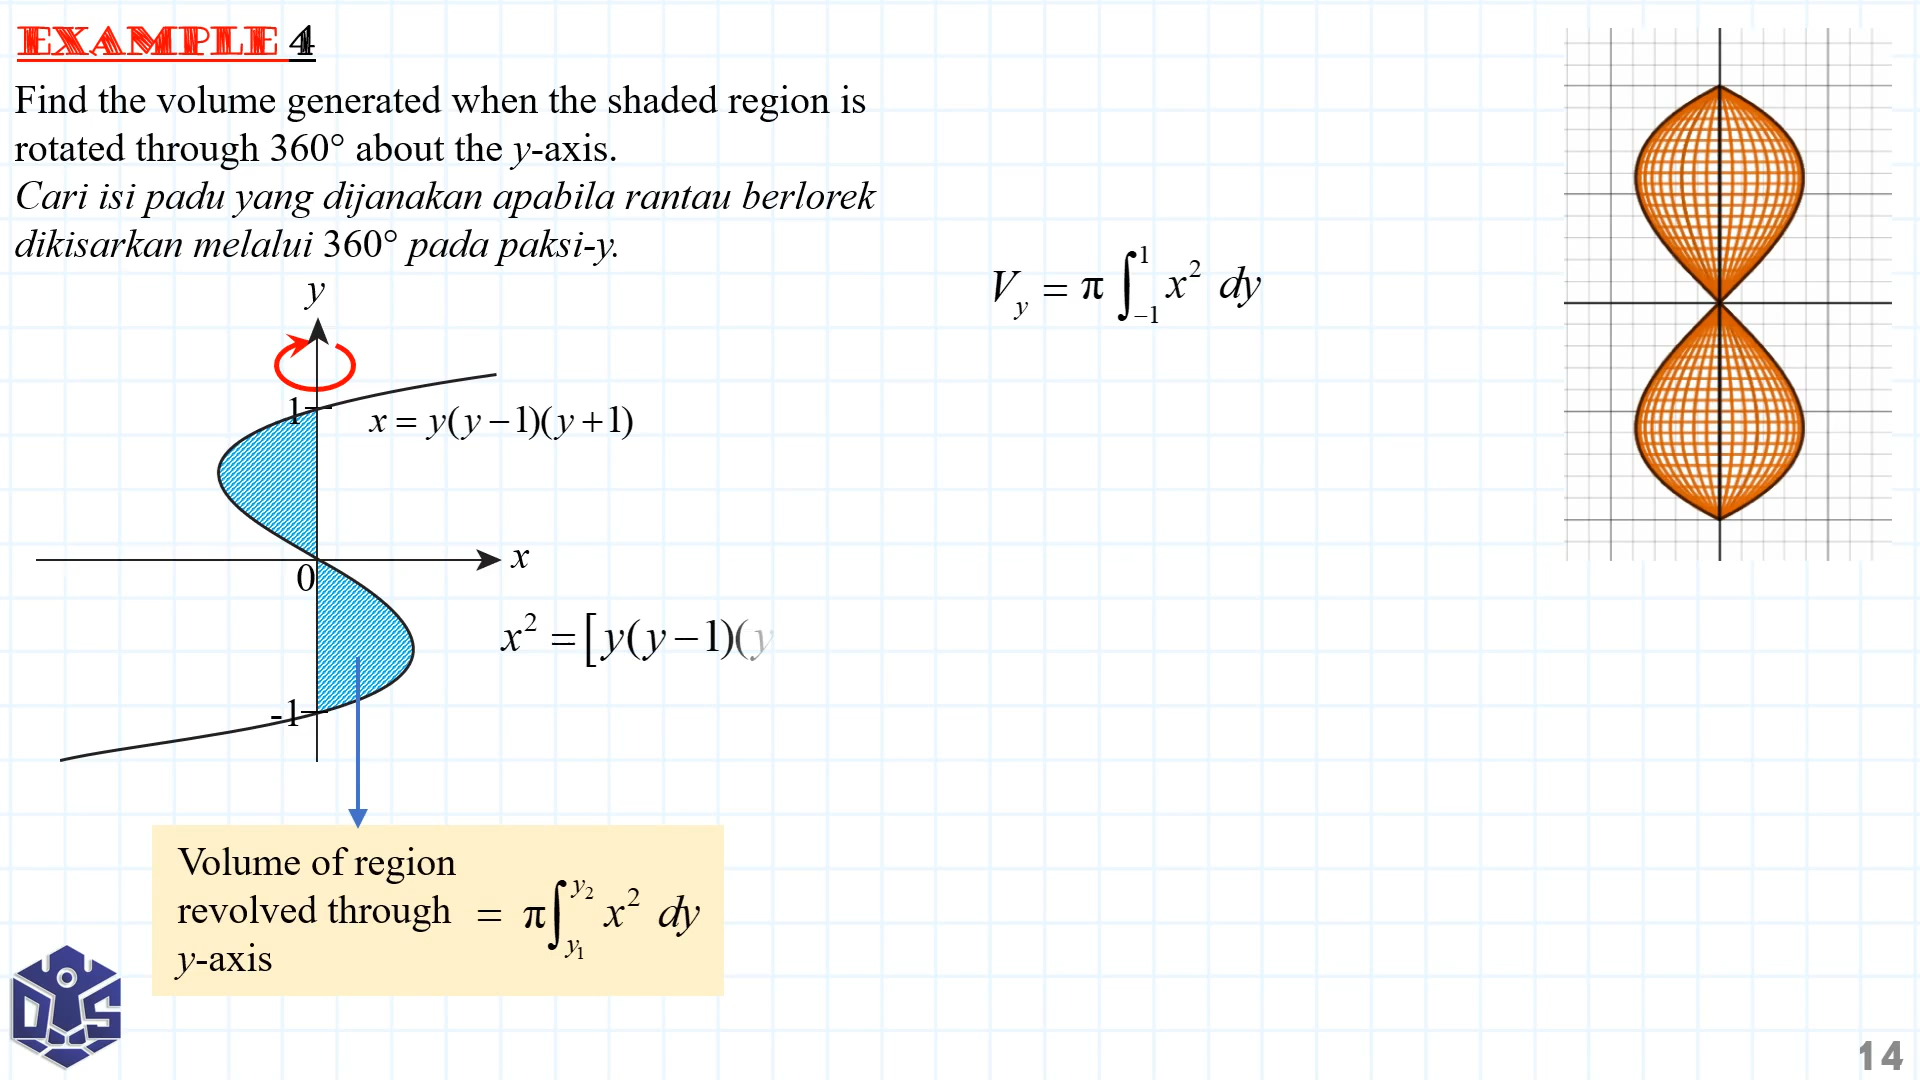 EXAMPLE 4
Find the volume generated when the shaded region is
rotated through 360° about the y-axis.
Cari isi padu yang dijanakan apabila rantau berlorek
dikisarkan melalui 360° pada paksi-y.
V_y = π ∫_{−1}^{1} x² dy
y
1
x = y(y − 1)(y + 1)
x
0
x² = [y(y − 1)(y
-1
Volume of region
revolved through = π∫_{y₁}^{y₂} x² dy
y-axis
DS
14